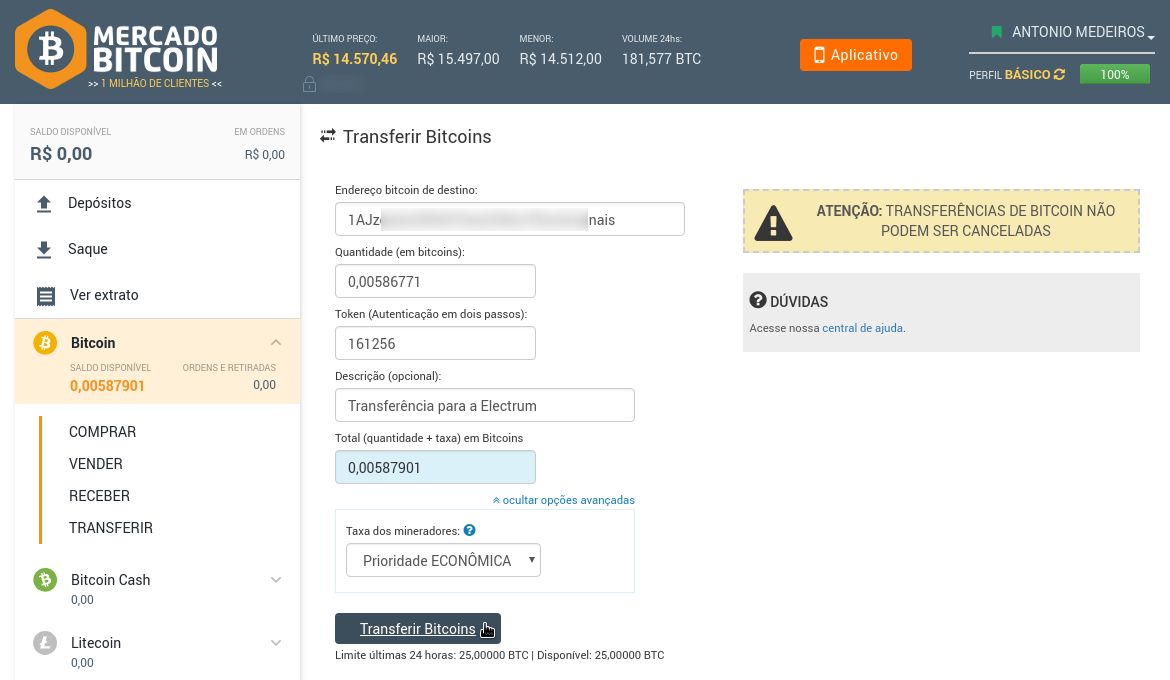 MERCADO
BITCOIN
>> 1 MILHÃO DE CLIENTES <<
ÚLTIMO PREÇO: MAIOR: MENOR: VOLUME 24hs:
R$ 14.570,46 R$ 15.497,00 R$ 14.512,00 181,577 BTC
Aplicativo
ANTONIO MEDEIROS
PERFIL BÁSICO 100%
SALDO DISPONÍVEL EM ORDENS
R$ 0,00 R$ 0,00
Depósitos
Saque
Ver extrato
Bitcoin
SALDO DISPONÍVEL ORDENS E RETIRADAS
0,00587901 0,00
COMPRAR
VENDER
RECEBER
TRANSFERIR
Bitcoin Cash
0,00
Litecoin
0,00
Transferir Bitcoins
Endereço bitcoin de destino:
1AJz nais
Quantidade (em bitcoins):
0,00586771
Token (Autenticação em dois passos):
161256
Descrição (opcional):
Transferência para a Electrum
Total (quantidade + taxa) em Bitcoins
0,00587901
ocultar opções avançadas
Taxa dos mineradores:
Prioridade ECONÔMICA
Transferir Bitcoins
Limite últimas 24 horas: 25,00000 BTC | Disponível: 25,00000 BTC
ATENÇÃO: TRANSFERÊNCIAS DE BITCOIN NÃO
PODEM SER CANCELADAS
DÚVIDAS
Acesse nossa central de ajuda.